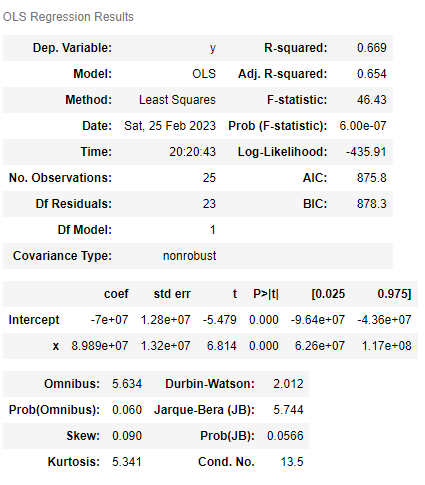 OLS Regression Results
Dep. Variable: y R-squared: 0.669
Model: OLS Adj. R-squared: 0.654
Method: Least Squares F-statistic: 46.43
Date: Sat, 25 Feb 2023 Prob (F-statistic): 6.00e-07
Time: 20:20:43 Log-Likelihood: -435.91
No. Observations: 25 AIC: 875.8
Df Residuals: 23 BIC: 878.3
Df Model: 1
Covariance Type: nonrobust
coef std err t P>|t| [0.025 0.975]
Intercept -7e+07 1.28e+07 -5.479 0.000 -9.64e+07 -4.36e+07
x 8.989e+07 1.32e+07 6.814 0.000 6.26e+07 1.17e+08
Omnibus: 5.634 Durbin-Watson: 2.012
Prob(Omnibus): 0.060 Jarque-Bera (JB): 5.744
Skew: 0.090 Prob(JB): 0.0566
Kurtosis: 5.341 Cond. No. 13.5